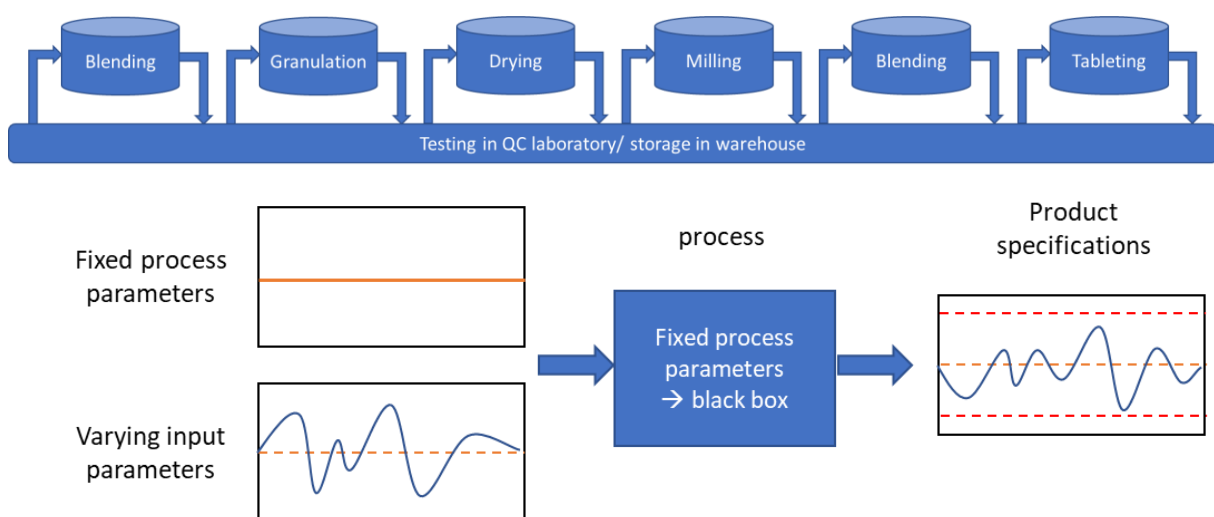 Blending
Granulation
Drying
Milling
Blending
Tableting
Testing in QC laboratory/ storage in warehouse
Fixed process
parameters
process
Product
specifications
Fixed process
parameters
→ black box
Varying input
parameters